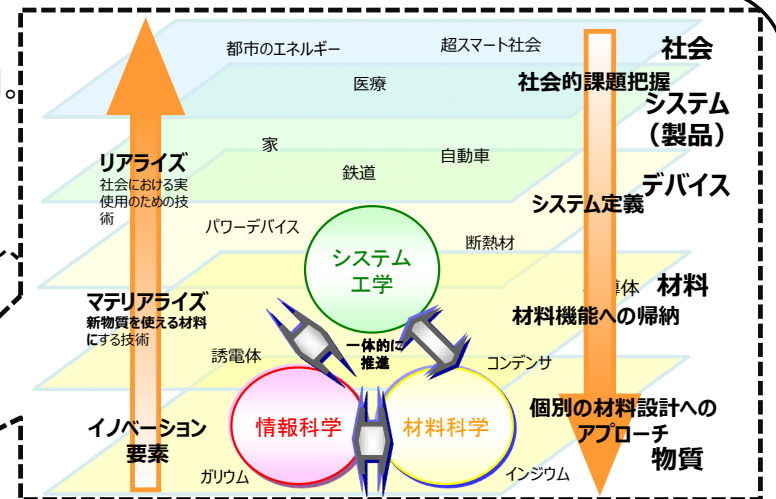 都市のエネルギー
超スマート社会
社会
医療
社会的課題把握
システム
（製品）
家
自動車
鉄道
リアライズ
社会における実
使用のための技
術
デバイス
システム定義
パワーデバイス
断熱材
システム
工学
材料
導体
マテリアライズ
新物質を使える材料
にする技術
材料機能への帰納
一体的に
推進
誘電体
コンデンサ
個別の材料設計への
アプローチ
イノベーション
要素
情報科学
材料科学
物質
ガリウム
インジウム